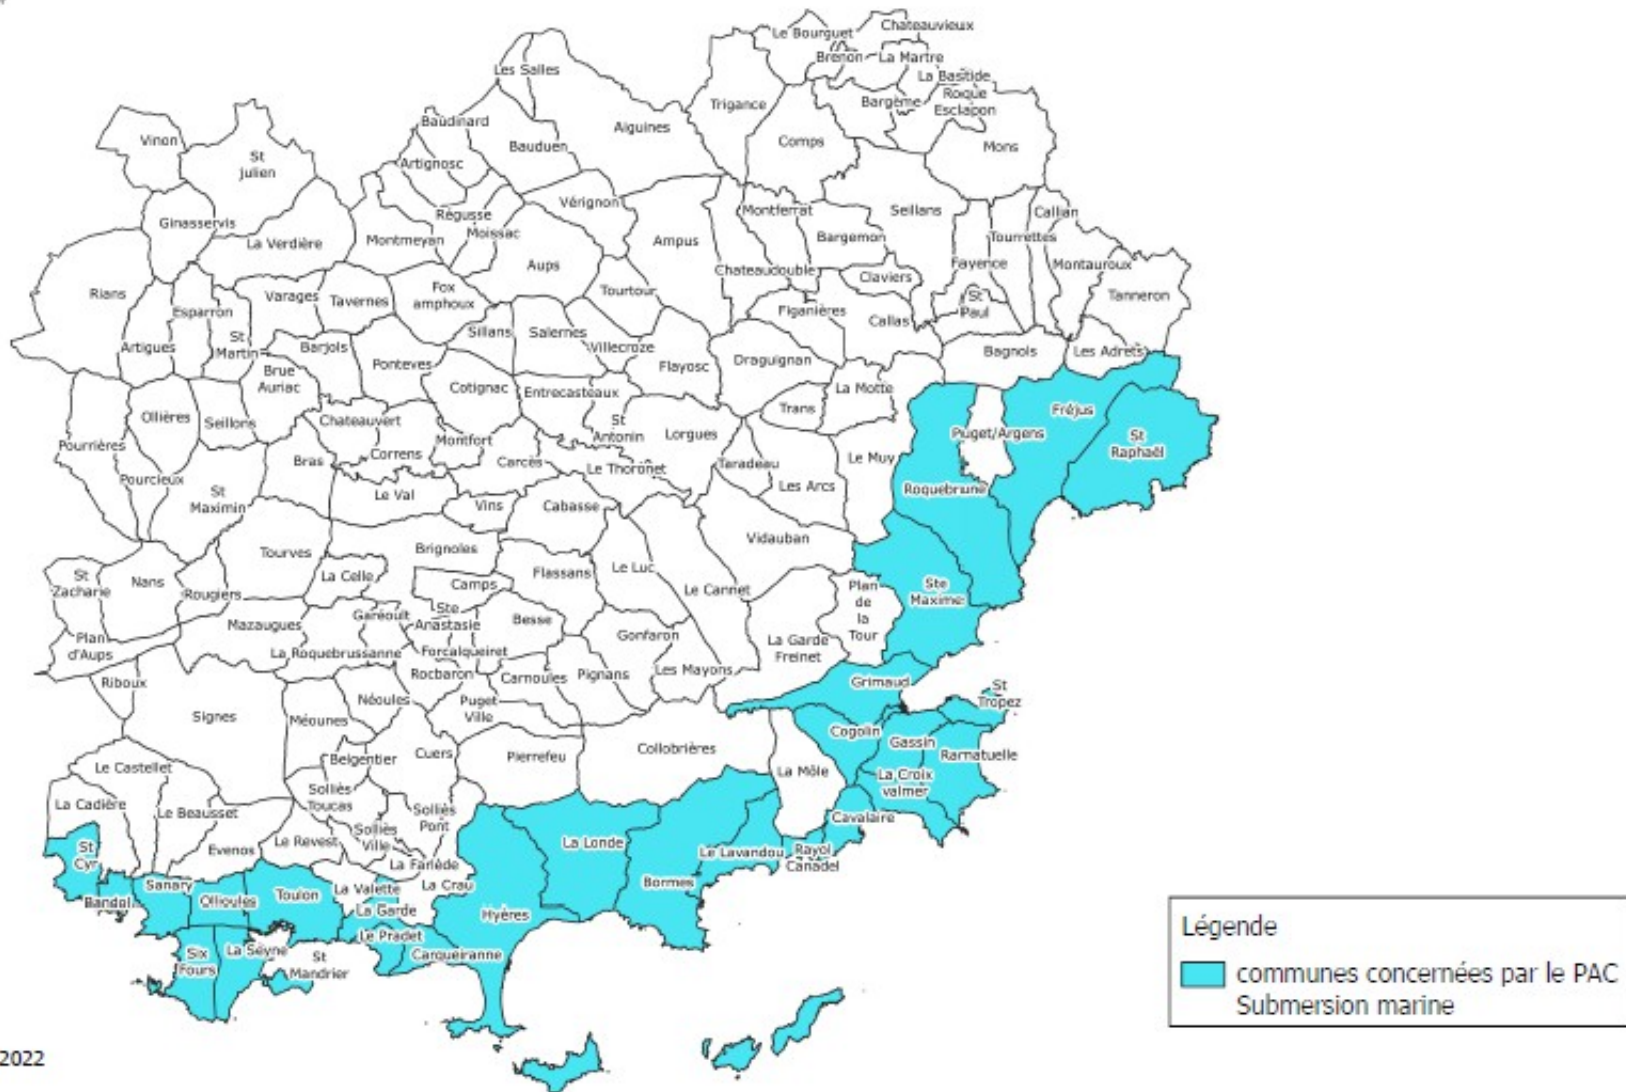 Le Bourguet
Chateauvieux
Brenon
La Martre
Les Salles
La Bastide
Roque
Esclapon
Trigance
Bargème
Baudinard
Aiguines
Vinon
Bauduen
Comps
Mons
St
julien
Artignosc
Vérignon
Ginasservis
Régusse
Montferrat
Seillans
Callian
La Verdière
Montmeyan
Moissac
Ampus
Bargemon
Tourrettes
Aups
Chateaudouble
Fayence
Montauroux
Claviers
Rians
Varages
Tavernes
Fox
amphoux
Tourtour
St
Paul
Tanneron
Esparron
Figanières
Callas
Artigues
St
Martin
Barjols
Sillans
Salernes
Villecroze
Bagnols
Les Adrets
Brue
Auriac
Ponteves
Flayosc
Draguignan
Cotignac
Entrecasteaux
La Motte
Ollières
Seillons
Chateauvert
St
Antonin
Trans
Fréjus
Pourrières
Montfort
Lorgues
Puget/Argens
St
Raphaël
Bras
Correns
Carcès
Le Thoronet
Taradeau
Le Muy
Pourcieux
Le Val
Les Arcs
Roquebrune
St
Maximin
Vins
Cabasse
Vidauban
Tourves
Brignoles
St
Zacharie
Nans
La Celle
Flassans
Le Luc
Rougiers
Camps
Le Cannet
Plan
de
la
Tour
Ste
Maxime
Mazaugues
Garéoult
Ste
Anastasie
Besse
Plan
d'Aups
La Roquebrussanne
Forcalqueiret
Gonfaron
La Garde
Freinet
Riboux
Rocbaron
Carnoules
Pignans
Les Mayons
Grimaud
St
Tropez
Néoules
Puget
Ville
Signes
Méounes
Cogolin
Gassin
Ramatuelle
Belgentier
Cuers
Pierrefeu
Collobrières
Le Castellet
La Môle
La Croix
valmer
La Cadière
Le Beausset
Solliès
Toucas
Solliès
Pont
Cavalaire
St
Cyr
Evenos
Le Revest
Solliès
Ville
La Londe
Le Lavandou
Rayol
Canadel
La Farlède
Sanary
Toulon
La Valette
La Crau
Bormes
Bandol
Ollioules
La Garde
Hyères
Le Pradet
Six
Fours
La Seyne
St
Mandrier
Carqueiranne
Légende
communes concernées par le PAC
Submersion marine
2022